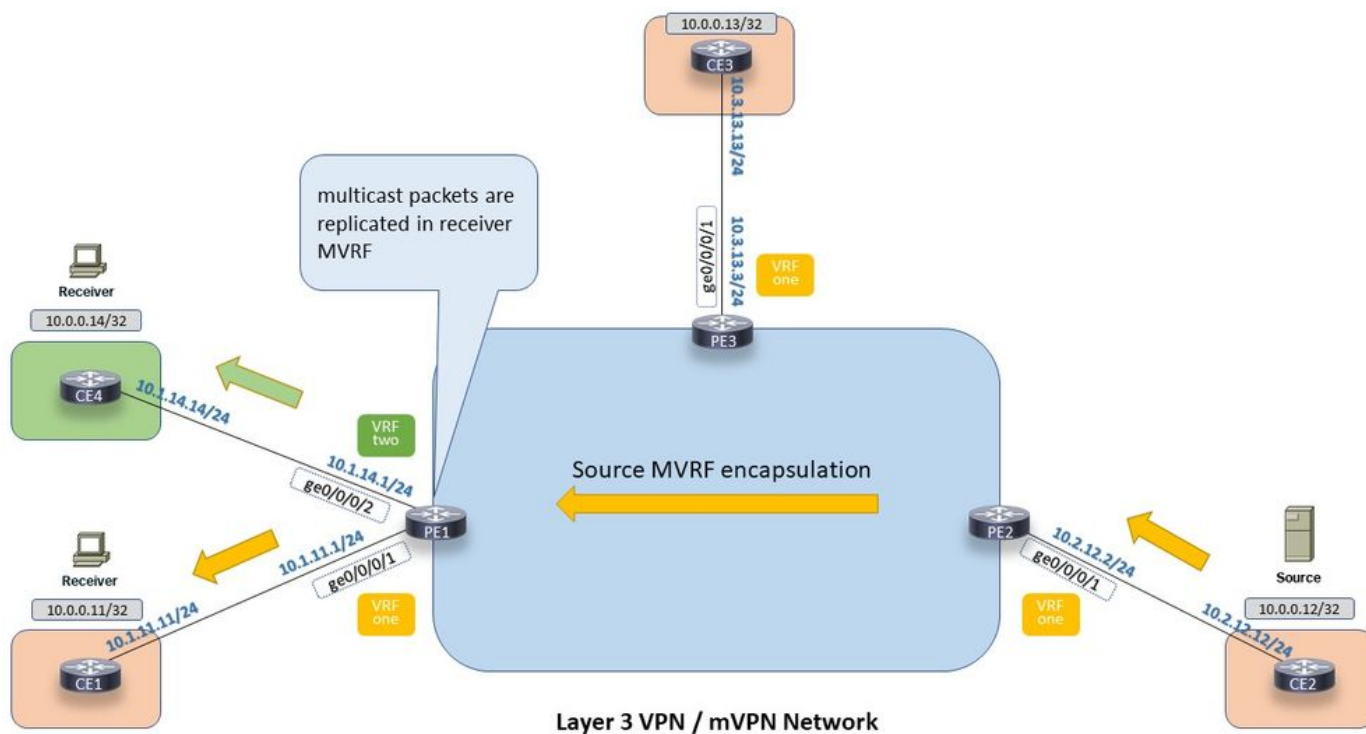 10.0.0.13/32
CE3
10.3.13.13/24
multicast packets are
replicated in receiver
MVRF
ge0/0/0/1
10.3.13.3/24
VRF
one
PE3
Receiver
10.0.0.14/32
CE4
10.1.14.14/24
VRF
two
10.1.14.1/24
ge0/0/0/2
Source MVRF encapsulation
PE1
PE2
10.2.12.2/24
ge0/0/0/1
Receiver
10.0.0.11/32
10.1.11.1/24
ge0/0/0/1
10.1.11.11/24
VRF
one
CE1
VRF
one
Source
10.0.0.12/32
10.2.12.12/24
CE2
Layer 3 VPN / mVPN Network